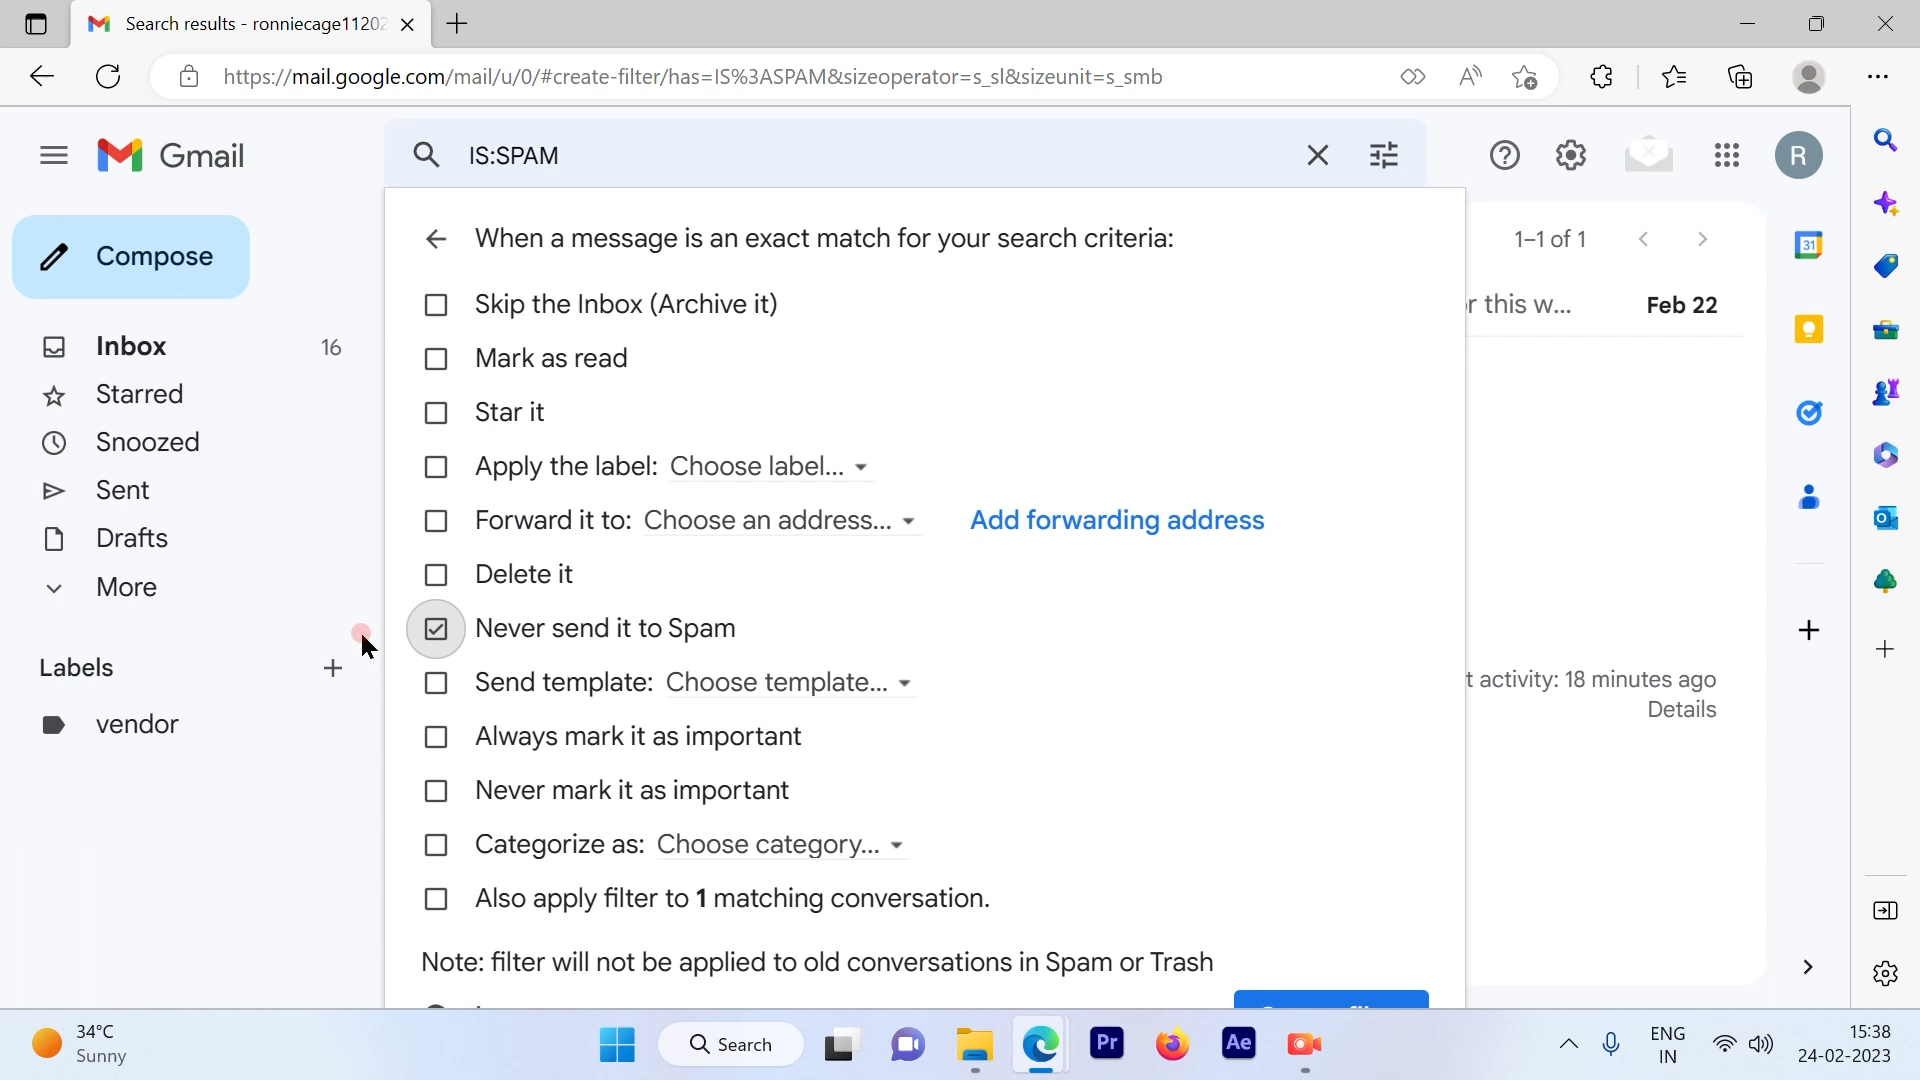 Search results - ronniecage11202
https://mail.google.com/mail/u/0/#create-filter/has=IS%3ASPAM&sizeoperator=s_sl&sizeunit=s_smb
Gmail
IS:SPAM
R
Compose
When a message is an exact match for your search criteria:
1–1 of 1
31
Skip the Inbox (Archive it)
r this w...
Feb 22
Inbox
16
Mark as read
Starred
Star it
Snoozed
Apply the label: Choose label...
Sent
Forward it to: Choose an address...
Add forwarding address
Drafts
Delete it
More
Never send it to Spam
Labels
Send template: Choose template...
t activity: 18 minutes ago
Details
vendor
Always mark it as important
Never mark it as important
Categorize as: Choose category...
Also apply filter to 1 matching conversation.
Note: filter will not be applied to old conversations in Spam or Trash
34°C
Sunny
Search
Pr
Ae
ENG
IN
15:38
24-02-2023